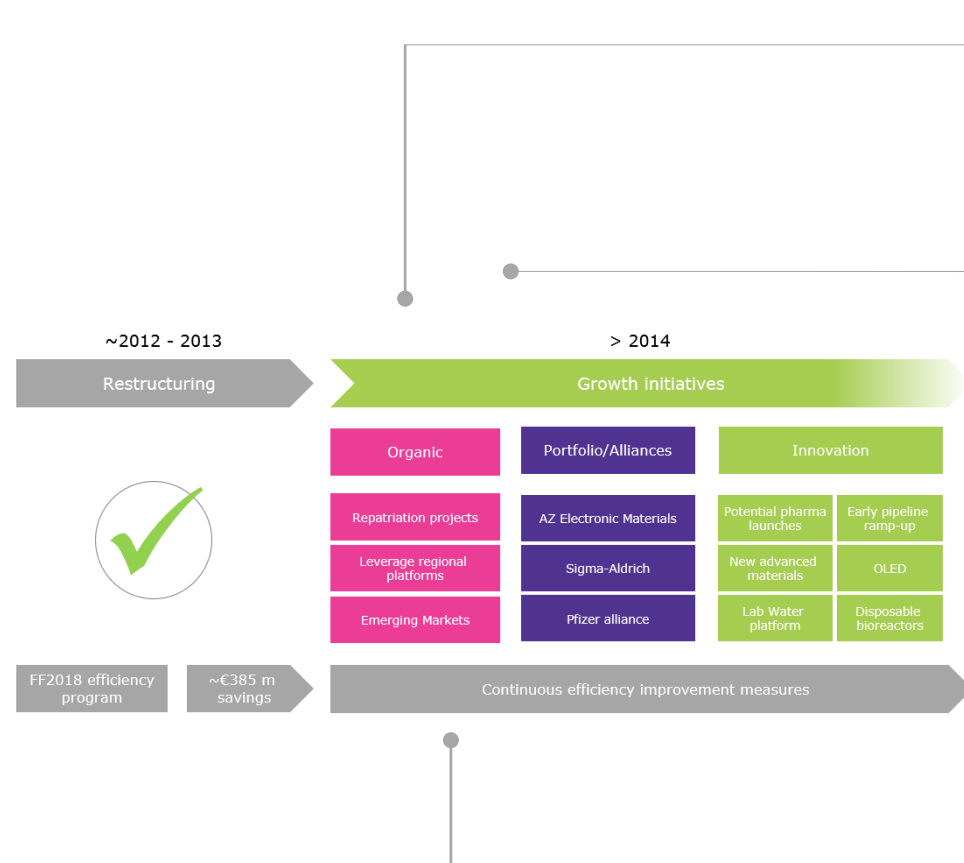 ~2012 - 2013
> 2014
Restructuring
Growth initiatives
Organic
Portfolio/Alliances
Innovation
Repatriation projects
AZ Electronic Materials
Potential pharma
launches
Early pipeline
ramp-up
Leverage regional
platforms
Sigma-Aldrich
New advanced
materials
OLED
Emerging Markets
Pfizer alliance
Lab Water
platform
Disposable
bioreactors
FF2018 efficiency
program
~€385 m
savings
Continuous efficiency improvement measures